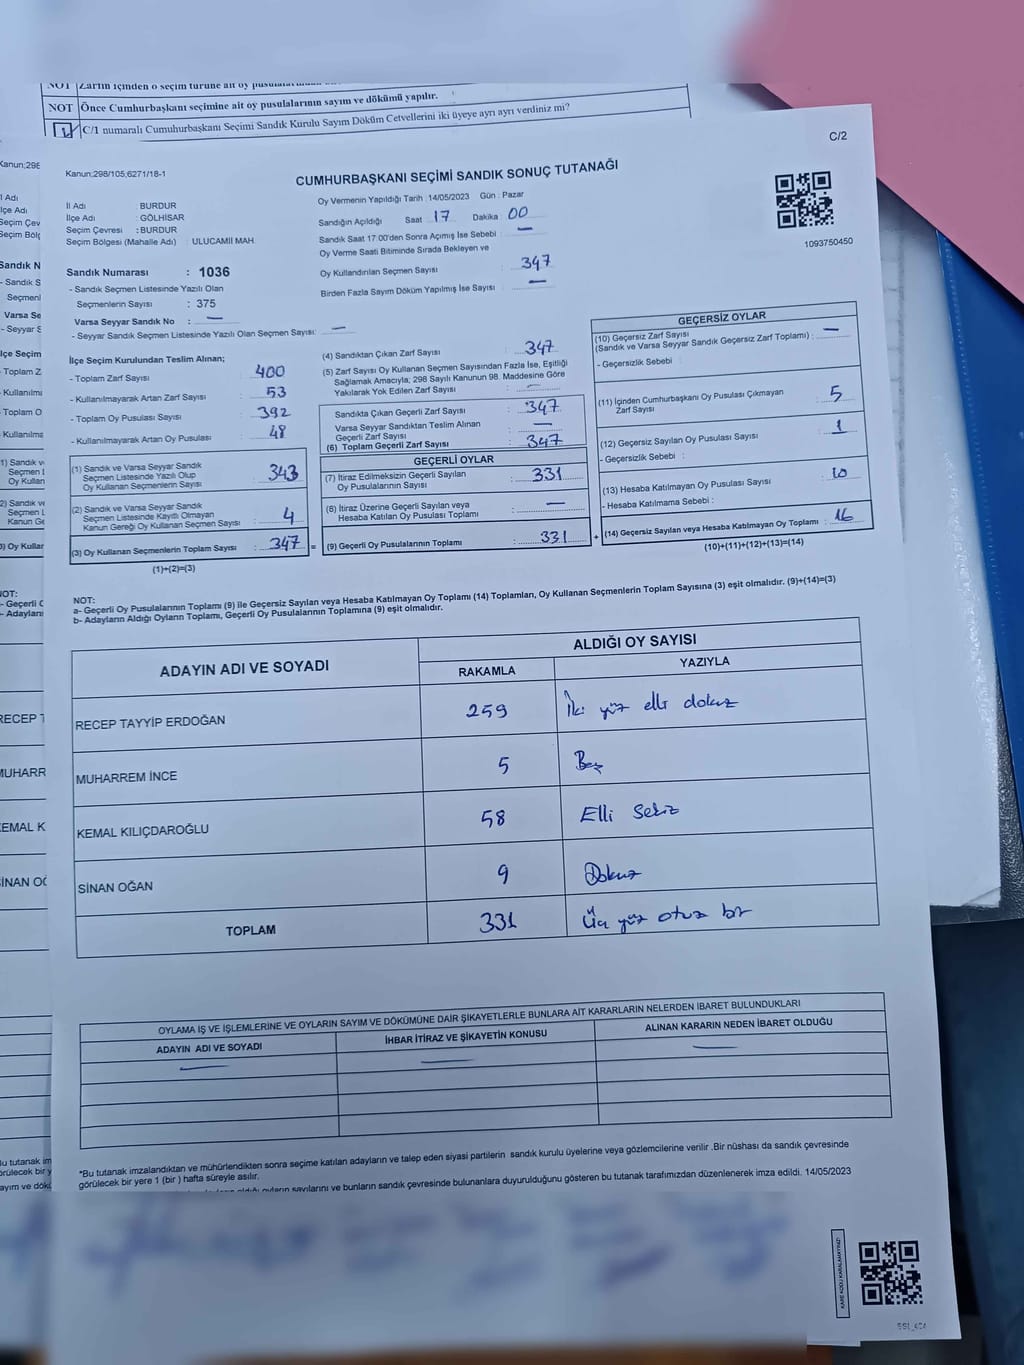 NOT Zarfın içinden o seçim türüne ait oy
NOT Önce Cumhurbaşkanı seçimine ait oy pusulalarının sayım ve dökümü yapılır.
1 C/1 numaralı Cumuhurbaşkanı Seçimi Sandık Kurulu Sayım Döküm Cetvellerini iki üyeye ayrı ayrı verdiniz mi?
C/2
Kanun;298/105;6271/18-1
CUMHURBAŞKANI SEÇİMİ SANDIK SONUÇ TUTANAĞI
İl Adı : BURDUR
İlçe Adı : GÖLHİSAR
Seçim Çevresi : BURDUR
Seçim Bölgesi (Mahalle Adı) : ULUCAMİİ MAH.
Oy Vermenin Yapıldığı Tarih : 14/05/2023 Gün : Pazar
Sandığın Açıldığı Saat 17 Dakika 00
Sandık Saat 17:00'den Sonra Açımış İse Sebebi : —
Oy Verme Saati Bitiminde Sırada Bekleyen ve
Oy Kullandırılan Seçmen Sayısı : 347
Birden Fazla Sayım Döküm Yapılmış İse Sayısı : —
1093750450
Sandık Numarası : 1036
- Sandık Seçmen Listesinde Yazılı Olan
Seçmenlerin Sayısı : 375
Varsa Seyyar Sandık No : —
- Seyyar Sandık Seçmen Listesinde Yazılı Olan Seçmen Sayısı: —
İlçe Seçim Kurulundan Teslim Alınan;
- Toplam Zarf Sayısı : 400
- Kullanılmayarak Artan Zarf Sayısı : 53
- Toplam Oy Pusulası Sayısı : 392
- Kullanılmayarak Artan Oy Pusulası : 48
(1) Sandık ve Varsa Seyyar Sandık
Seçmen Listesinde Yazılı Olup
Oy Kullanan Seçmenlerin Sayısı : 343
(2) Sandık ve Varsa Seyyar Sandık
Seçmen Listesinde Kayıtlı Olmayan
Kanun Gereği Oy Kullanan Seçmen Sayısı : 4
(3) Oy Kullanan Seçmenlerin Toplam Sayısı : 347 =
(1)+(2)=(3)
(4) Sandıktan Çıkan Zarf Sayısı : 347
(5) Zarf Sayısı Oy Kullanan Seçmen Sayısından Fazla İse, Eşitliği
Sağlamak Amacıyla; 298 Sayılı Kanunun 98. Maddesine Göre
Yakılarak Yok Edilen Zarf Sayısı : —
Sandıkta Çıkan Geçerli Zarf Sayısı : 347
Varsa Seyyar Sandıktan Teslim Alınan
Geçerli Zarf Sayısı : —
(6) Toplam Geçerli Zarf Sayısı : 347
GEÇERLİ OYLAR
(7) İtiraz Edilmeksizin Geçerli Sayılan
Oy Pusulalarının Sayısı : 331
(8) İtiraz Üzerine Geçerli Sayılan veya
Hesaba Katılan Oy Pusulası Toplamı : —
(9) Geçerli Oy Pusulalarının Toplamı : 331 +
GEÇERSİZ OYLAR
(10) Geçersiz Zarf Sayısı
(Sandık ve Varsa Seyyar Sandık Geçersiz Zarf Toplamı) : —
- Geçersizlik Sebebi :
(11) İçinden Cumhurbaşkanı Oy Pusulası Çıkmayan
Zarf Sayısı : 5
(12) Geçersiz Sayılan Oy Pusulası Sayısı : 1
- Geçersizlik Sebebi :
(13) Hesaba Katılmayan Oy Pusulası Sayısı : 10
- Hesaba Katılmama Sebebi :
(14) Geçersiz Sayılan veya Hesaba Katılmayan Oy Toplamı : 16
(10)+(11)+(12)+(13)=(14)
NOT:
a- Geçerli Oy Pusulalarının Toplamı (9) ile Geçersiz Sayılan veya Hesaba Katılmayan Oy Toplamı (14) Toplamları, Oy Kullanan Seçmenlerin Toplam Sayısına (3) eşit olmalıdır. (9)+(14)=(3)
b- Adayların Aldığı Oyların Toplamı, Geçerli Oy Pusulalarının Toplamına (9) eşit olmalıdır.
ADAYIN ADI VE SOYADI
ALDIĞI OY SAYISI
RAKAMLA YAZIYLA
RECEP TAYYİP ERDOĞAN 259 İki yüz elli dokuz
MUHARREM İNCE 5 Beş
KEMAL KILIÇDAROĞLU 58 Elli Sekiz
SİNAN OĞAN 9 Dokuz
TOPLAM 331 Üç yüz otuz bir
OYLAMA İŞ VE İŞLEMLERİNE VE OYLARIN SAYIM VE DÖKÜMÜNE DAİR ŞİKAYETLERLE BUNLARA AİT KARARLARIN NELERDEN İBARET BULUNDUKLARI
ADAYIN ADI VE SOYADI İHBAR İTİRAZ VE ŞİKAYETİN KONUSU ALINAN KARARIN NEDEN İBARET OLDUĞU
— — —
*Bu tutanak imzalandıktan ve mühürlendikten sonra seçime katılan adayların ve talep eden siyasi partilerin sandık kurulu üyelerine veya gözlemcilerine verilir .Bir nüshası da sandık çevresinde
görülecek bir yere 1 (bir ) hafta süreyle asılır.
aldığı oyların sayılarını ve bunların sandık çevresinde bulunanlara duyurulduğunu gösteren bu tutanak tarafımızdan düzenlenerek imza edildi. 14/05/2023
KARE KODU KARALAMAYINIZ!